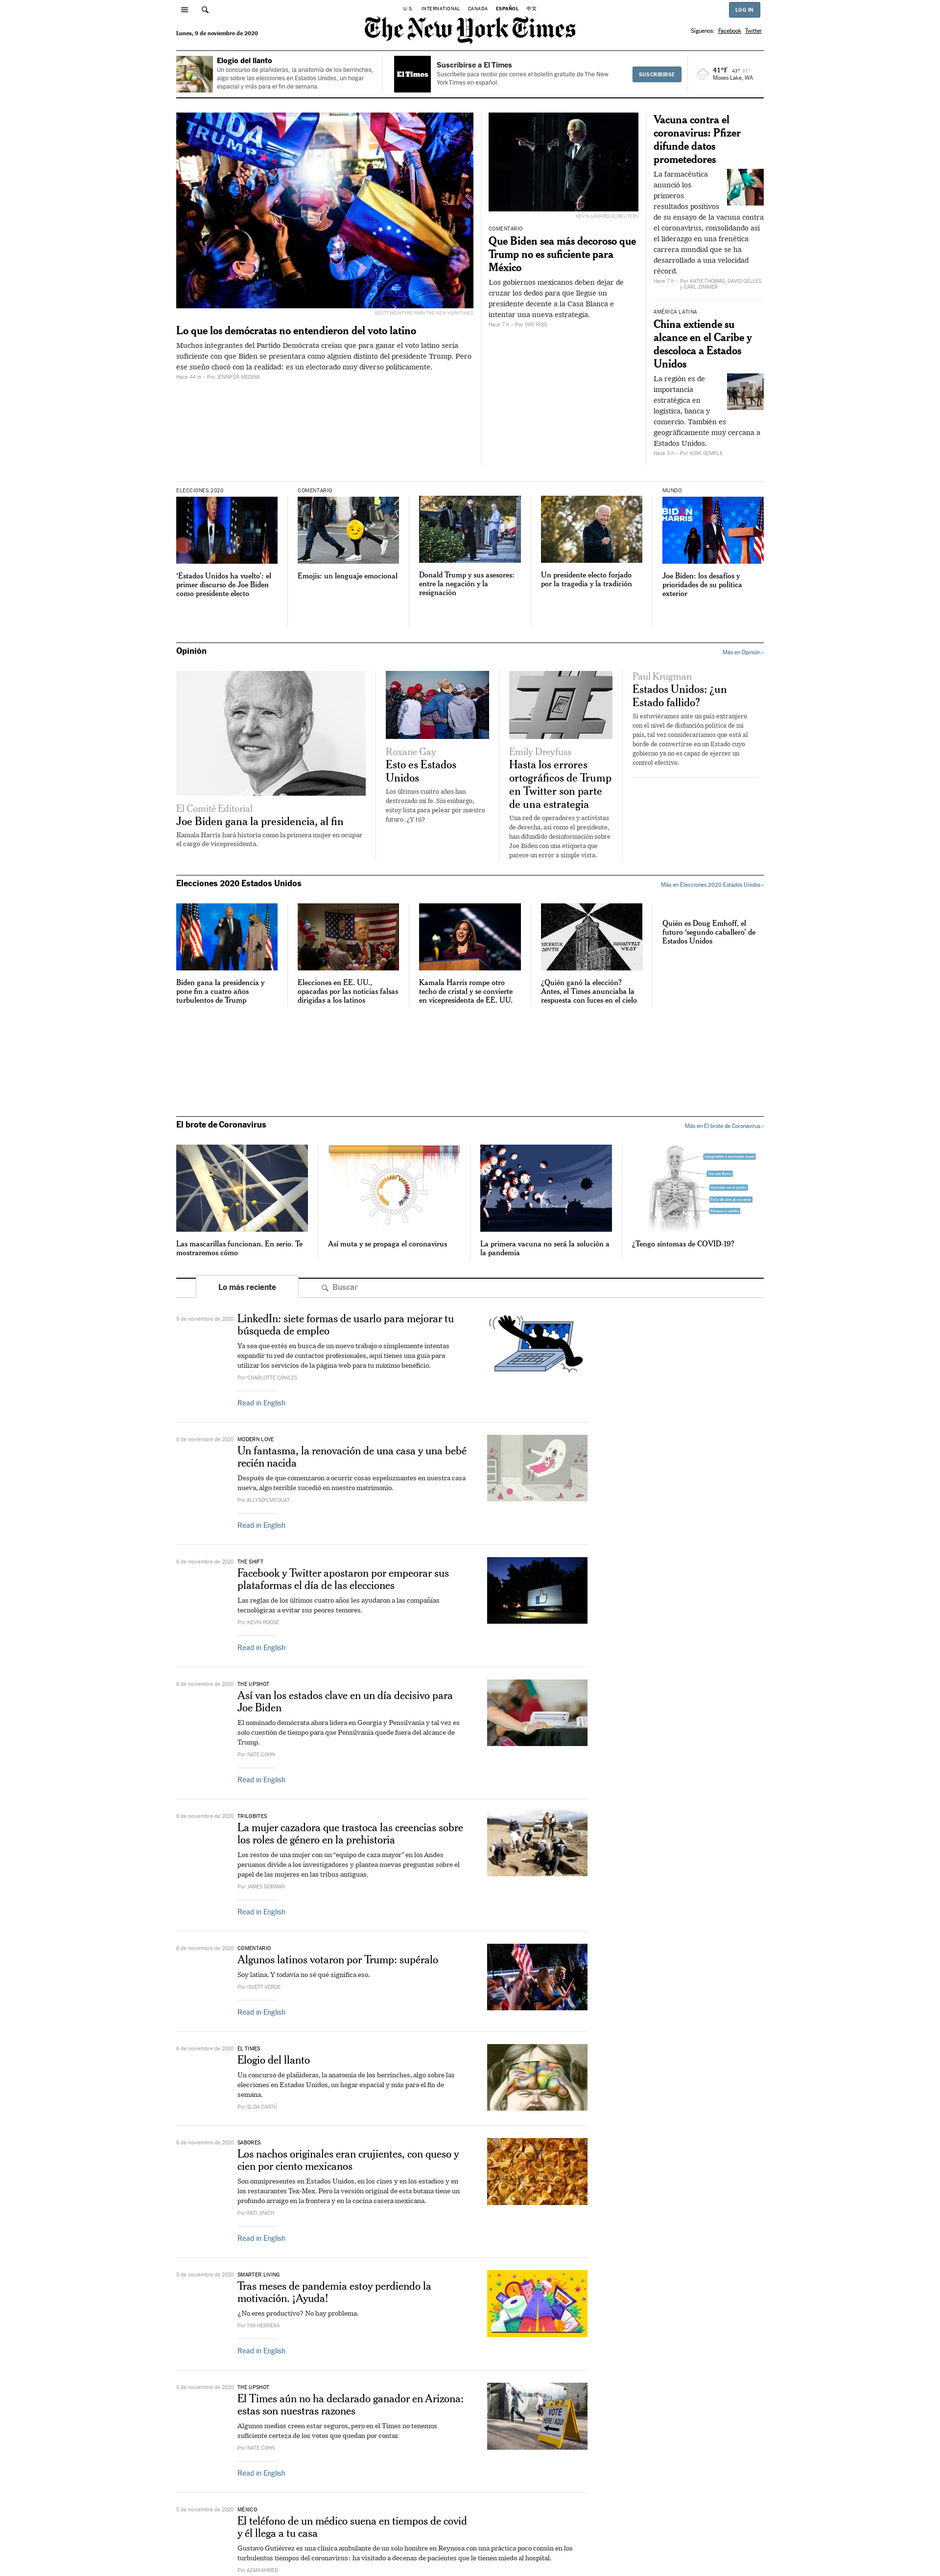 U.S. INTERNATIONAL CANADA ESPAÑOL 中文
LOG IN
The New York Times
Lunes, 9 de noviembre de 2020
Síguenos: Facebook Twitter
Elogio del llanto
Un concurso de plañideras, la anatomía de los berrinches,
algo sobre las elecciones en Estados Unidos, un hogar
espacial y más para el fin de semana.
El Times
Suscribirse a El Times
Suscríbete para recibir por correo el boletín gratuito de The New
York Times en español.
SUSCRIBIRSE
41°F 43° 31°
Moses Lake, WA
SCOTT MCINTYRE PARA THE NEW YORK TIMES
Lo que los demócratas no entendieron del voto latino
Muchos integrantes del Partido Demócrata creían que para ganar el voto latino sería
suficiente con que Biden se presentara como alguien distinto del presidente Trump. Pero
ese sueño chocó con la realidad: es un electorado muy diverso políticamente.
Hace 44 m - Por JENNIFER MEDINA
KEVIN LAMARQUE/REUTERS
COMENTARIO
Que Biden sea más decoroso que
Trump no es suficiente para
México
Los gobiernos mexicanos deben dejar de
cruzar los dedos para que llegue un
presidente decente a la Casa Blanca e
intentar una nueva estrategia.
Hace 7 h - Por VIRI RÍOS
Vacuna contra el
coronavirus: Pfizer
difunde datos
prometedores
La farmacéutica
anunció los
primeros
resultados positivos
de su ensayo de la vacuna contra
el coronavirus, consolidando así
el liderazgo en una frenética
carrera mundial que se ha
desarrollado a una velocidad
récord.
Hace 7 h - Por KATIE THOMAS, DAVID GELLES
y CARL ZIMMER
AMÉRICA LATINA
China extiende su
alcance en el Caribe y
descoloca a Estados
Unidos
La región es de
importancia
estratégica en
logística, banca y
comercio. También es
geográficamente muy cercana a
Estados Unidos.
Hace 3 h - Por KIRK SEMPLE
ELECCIONES 2020
'Estados Unidos ha vuelto': el
primer discurso de Joe Biden
como presidente electo
COMENTARIO
Emojis: un lenguaje emocional
Donald Trump y sus asesores:
entre la negación y la
resignación
Un presidente electo forjado
por la tragedia y la tradición
MUNDO
BIDEN
HARRIS
Joe Biden: los desafíos y
prioridades de su política
exterior
Opinión
Más en Opinión ›
El Comité Editorial
Joe Biden gana la presidencia, al fin
Kamala Harris hará historia como la primera mujer en ocupar
el cargo de vicepresidenta.
Roxane Gay
Esto es Estados
Unidos
Los últimos cuatro años han
destrozado mi fe. Sin embargo,
estoy lista para pelear por nuestro
futuro. ¿Y tú?
Emily Dreyfuss
Hasta los errores
ortográficos de Trump
en Twitter son parte
de una estrategia
Una red de operadores y activistas
de derecha, así como el presidente,
han difundido desinformación sobre
Joe Biden con una etiqueta que
parece un error a simple vista.
Paul Krugman
Estados Unidos: ¿un
Estado fallido?
Si estuviéramos ante un país extranjero
con el nivel de disfunción política de mi
país, tal vez consideraríamos que está al
borde de convertirse en un Estado cuyo
gobierno ya no es capaz de ejercer un
control efectivo.
Elecciones 2020 Estados Unidos
Más en Elecciones 2020 Estados Unidos ›
Biden gana la presidencia y
pone fin a cuatro años
turbulentos de Trump
Elecciones en EE. UU.,
opacadas por las noticias falsas
dirigidas a los latinos
Kamala Harris rompe otro
techo de cristal y se convierte
en vicepresidenta de EE. UU.
HERRICK
SOUTH
ROOSEVELT
WEST
¿Quién ganó la elección?
Antes, el Times anunciaba la
respuesta con luces en el cielo
Quién es Doug Emhoff, el
futuro 'segundo caballero' de
Estados Unidos
El brote de Coronavirus
Más en El brote de Coronavirus ›
Las mascarillas funcionan. En serio. Te
mostraremos cómo
Así muta y se propaga el coronavirus
La primera vacuna no será la solución a
la pandemia
¿Tengo síntomas de COVID-19?
Lo más reciente
Buscar
9 de noviembre de 2020
LinkedIn: siete formas de usarlo para mejorar tu
búsqueda de empleo
Ya sea que estés en busca de un nuevo trabajo o simplemente intentas
expandir tu red de contactos profesionales, aquí tienes una guía para
utilizar los servicios de la página web para tu máximo beneficio.
Por CHARLOTTE COWLES
Read in English
8 de noviembre de 2020
MODERN LOVE
Un fantasma, la renovación de una casa y una bebé
recién nacida
Después de que comenzaron a ocurrir cosas espeluznantes en nuestra casa
nueva, algo terrible sucedió en nuestro matrimonio.
Por ALLYSON MCOUAT
Read in English
6 de noviembre de 2020
THE SHIFT
Facebook y Twitter apostaron por empeorar sus
plataformas el día de las elecciones
Las reglas de los últimos cuatro años les ayudaron a las compañías
tecnológicas a evitar sus peores temores.
Por KEVIN ROOSE
Read in English
6 de noviembre de 2020
THE UPSHOT
Así van los estados clave en un día decisivo para
Joe Biden
El nominado demócrata ahora lidera en Georgia y Pensilvania y tal vez es
solo cuestión de tiempo para que Pensilvania quede fuera del alcance de
Trump.
Por NATE COHN
Read in English
6 de noviembre de 2020
TRILOBITES
La mujer cazadora que trastoca las creencias sobre
los roles de género en la prehistoria
Los restos de una mujer con un "equipo de caza mayor" en los Andes
peruanos divide a los investigadores y plantea nuevas preguntas sobre el
papel de las mujeres en las tribus antiguas.
Por JAMES GORMAN
Read in English
6 de noviembre de 2020
COMENTARIO
Algunos latinos votaron por Trump: supéralo
Soy latina. Y todavía no sé qué significa eso.
Por ISVETT VERDE
Read in English
6 de noviembre de 2020
EL TIMES
Elogio del llanto
Un concurso de plañideras, la anatomía de los berrinches, algo sobre las
elecciones en Estados Unidos, un hogar espacial y más para el fin de
semana.
Por ELDA CANTÚ
6 de noviembre de 2020
SABORES
Los nachos originales eran crujientes, con queso y
cien por ciento mexicanos
Son omnipresentes en Estados Unidos, en los cines y en los estadios y en
los restaurantes Tex-Mex. Pero la versión original de esta botana tiene un
profundo arraigo en la frontera y en la cocina casera mexicana.
Por PATI JINICH
Read in English
5 de noviembre de 2020
SMARTER LIVING
Tras meses de pandemia estoy perdiendo la
motivación. ¡Ayuda!
¿No eres productivo? No hay problema.
Por TIM HERRERA
Read in English
5 de noviembre de 2020
THE UPSHOT
El Times aún no ha declarado ganador en Arizona:
estas son nuestras razones
Algunos medios creen estar seguros, pero en el Times no tenemos
suficiente certeza de los votos que quedan por contar.
VOTE
HERE / AQUÍ
Por NATE COHN
Read in English
5 de noviembre de 2020
MÉXICO
El teléfono de un médico suena en tiempos de covid
y él llega a tu casa
Gustavo Gutiérrez es una clínica ambulante de un solo hombre en Reynosa con una práctica poco común en los
turbulentos tiempos del coronavirus: ha visitado a decenas de pacientes que le tienen miedo al hospital.
Por AZAM AHMED